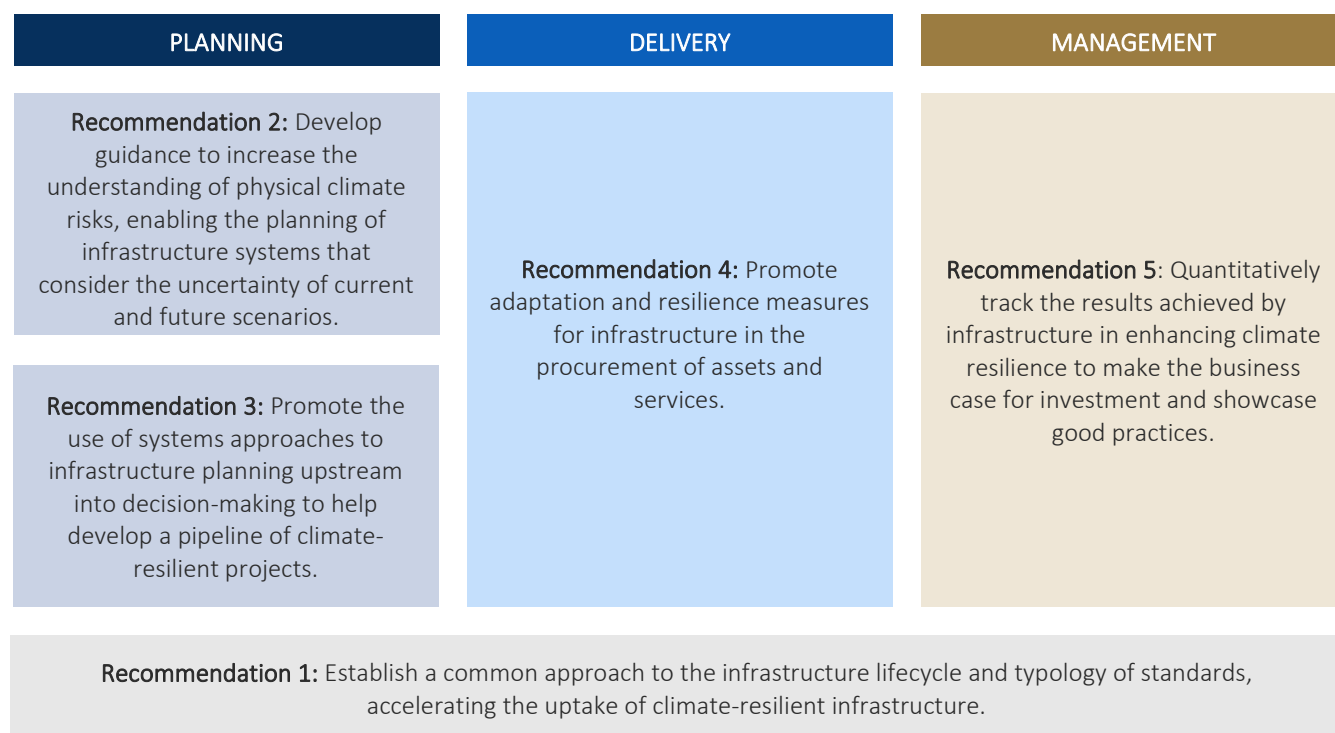 PLANNING
DELIVERY
MANAGEMENT
Recommendation 2: Develop
guidance to increase the
understanding of physical climate
risks, enabling the planning of
infrastructure systems that
consider the uncertainty of current
and future scenarios.
Recommendation 3: Promote the
use of systems approaches to
infrastructure planning upstream
into decision-making to help
develop a pipeline of climate-
resilient projects.
Recommendation 4: Promote
adaptation and resilience measures
for infrastructure in the
procurement of assets and
services.
Recommendation 5: Quantitatively
track the results achieved by
infrastructure in enhancing climate
resilience to make the business
case for investment and showcase
good practices.
Recommendation 1: Establish a common approach to the infrastructure lifecycle and typology of standards,
accelerating the uptake of climate-resilient infrastructure.